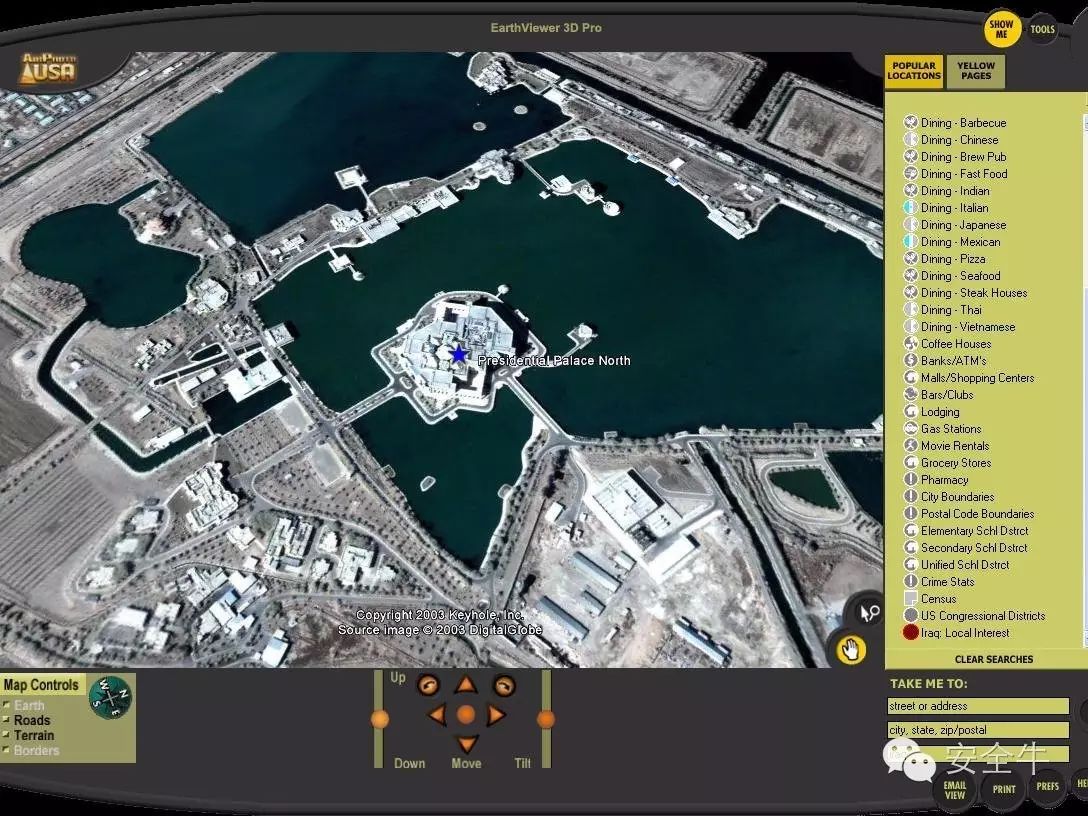 EarthViewer 3D Pro
SHOW
ME
TOOLS
AIRPHOTO
USA
POPULAR
LOCATIONS
YELLOW
PAGES
Dining - Barbecue
Dining - Chinese
Dining - Brew Pub
Dining - Fast Food
Dining - Indian
Dining - Italian
Dining - Japanese
Dining - Mexican
Dining - Pizza
Dining - Seafood
Dining - Steak Houses
Dining - Thai
Dining - Vietnamese
Coffee Houses
Banks/ATM's
Malls/Shopping Centers
Bars/Clubs
Lodging
Gas Stations
Movie Rentals
Grocery Stores
Pharmacy
City Boundaries
Postal Code Boundaries
Elementary Schl Dstrct
Secondary Schl Dstrct
Unified Schl Dstrct
Crime Stats
Census
US Congressional Districts
Iraq: Local Interest
CLEAR SEARCHES
Presidential Palace North
Copyright 2003 Keyhole, Inc.
Source image © 2003 DigitalGlobe
Map Controls
Earth
Roads
Terrain
Borders
N
W
E
S
Up
Down
Move
Tilt
TAKE ME TO:
street or address
city, state, zip/postal
安全牛
EMAIL
VIEW
PRINT
PREFS